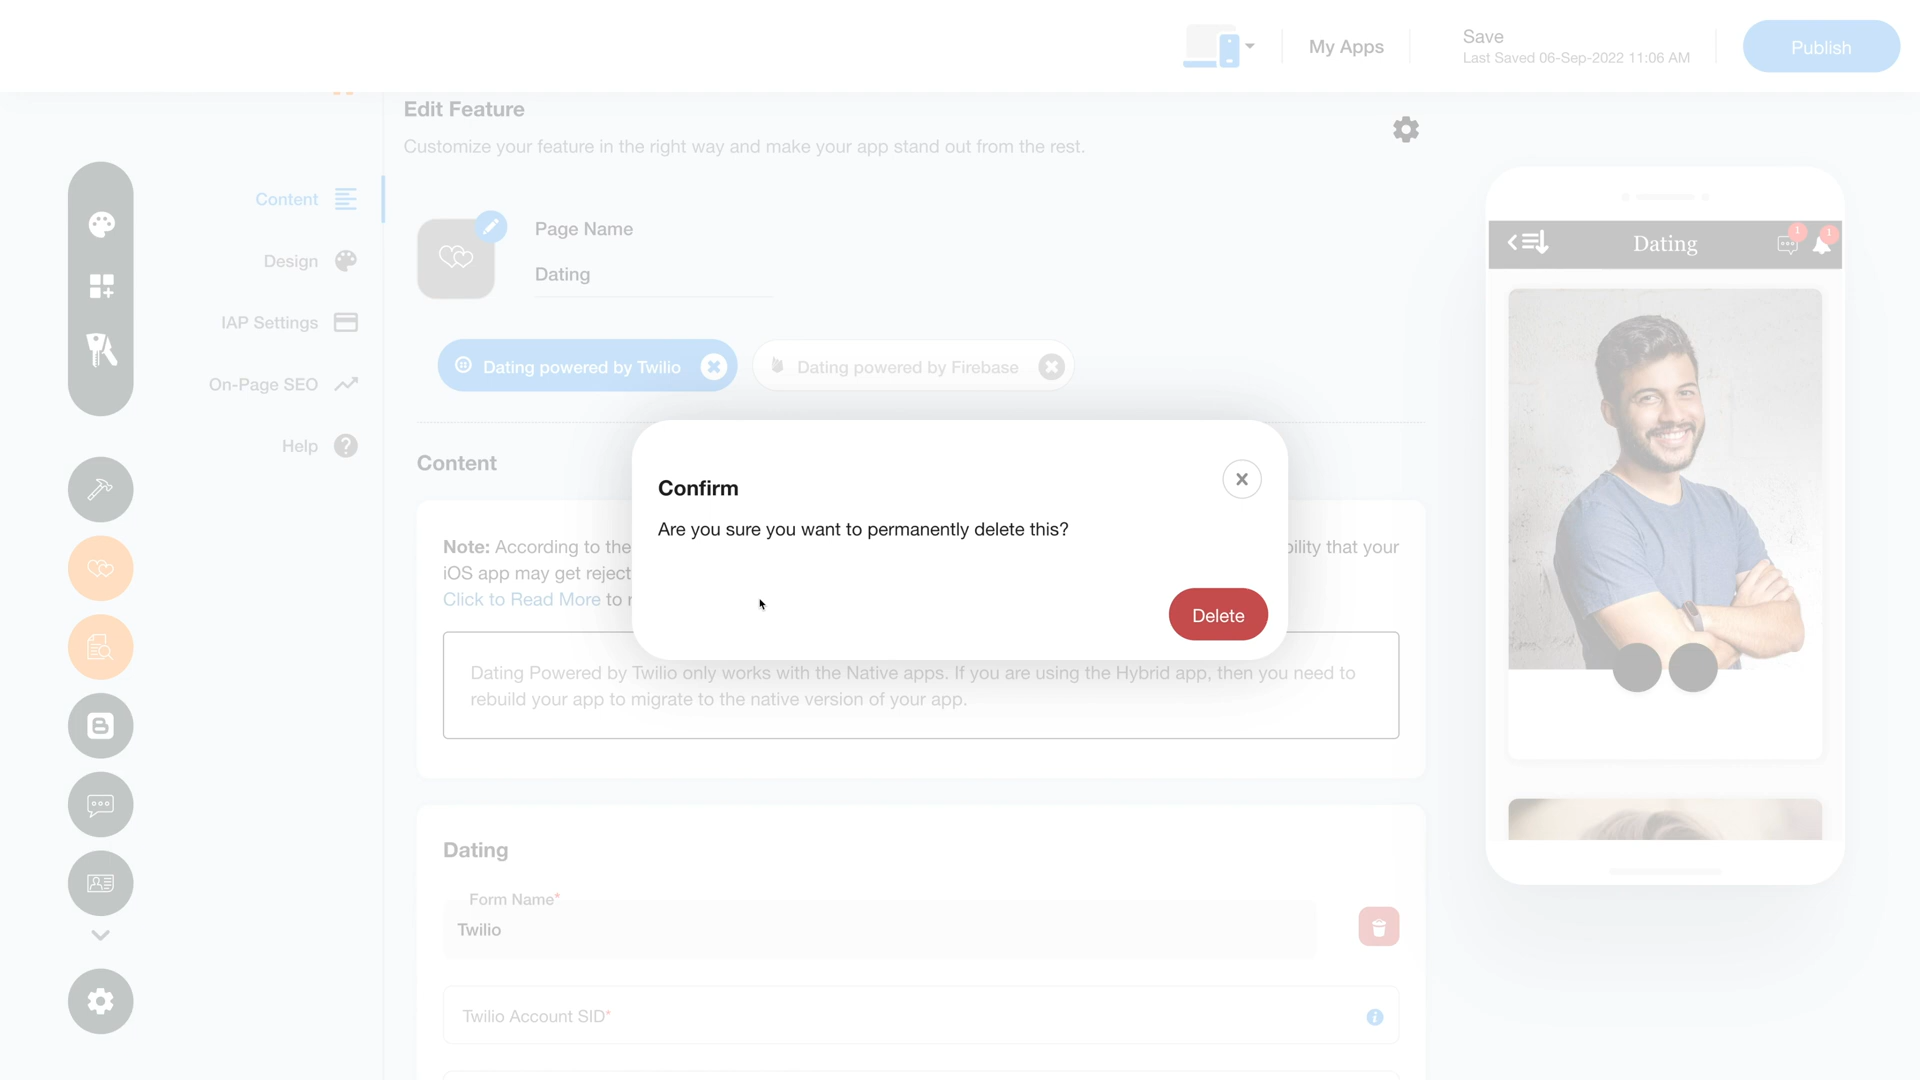 My Apps
Save
Last Saved 06-Sep-2022 11:06 AM
Publish
Edit Feature
Customize your feature in the right way and make your app stand out from the rest.
Content
Design
IAP Settings
On-Page SEO
Help
Page Name
Dating
Dating powered by Twilio
Dating powered by Firebase
Content
Confirm
Are you sure you want to permanently delete this?
Delete
Note: According to the
bility that your
iOS app may get reject
Click to Read More to
Dating Powered by Twilio only works with the Native apps. If you are using the Hybrid app, then you need to
rebuild your app to migrate to the native version of your app.
Dating
Form Name*
Twilio
Twilio Account SID*
Dating
1
1